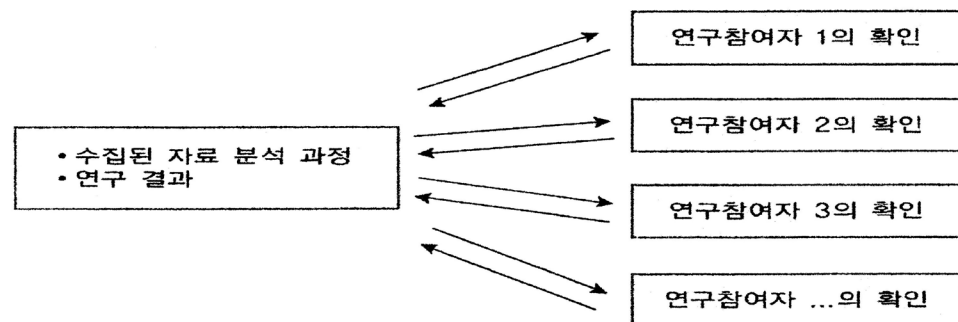 연구참여자 1의 확인
연구참여자 2의 확인
• 수집된 자료 분석 과정
• 연구 결과
연구참여자 3의 확인
연구참여자 ...의 확인